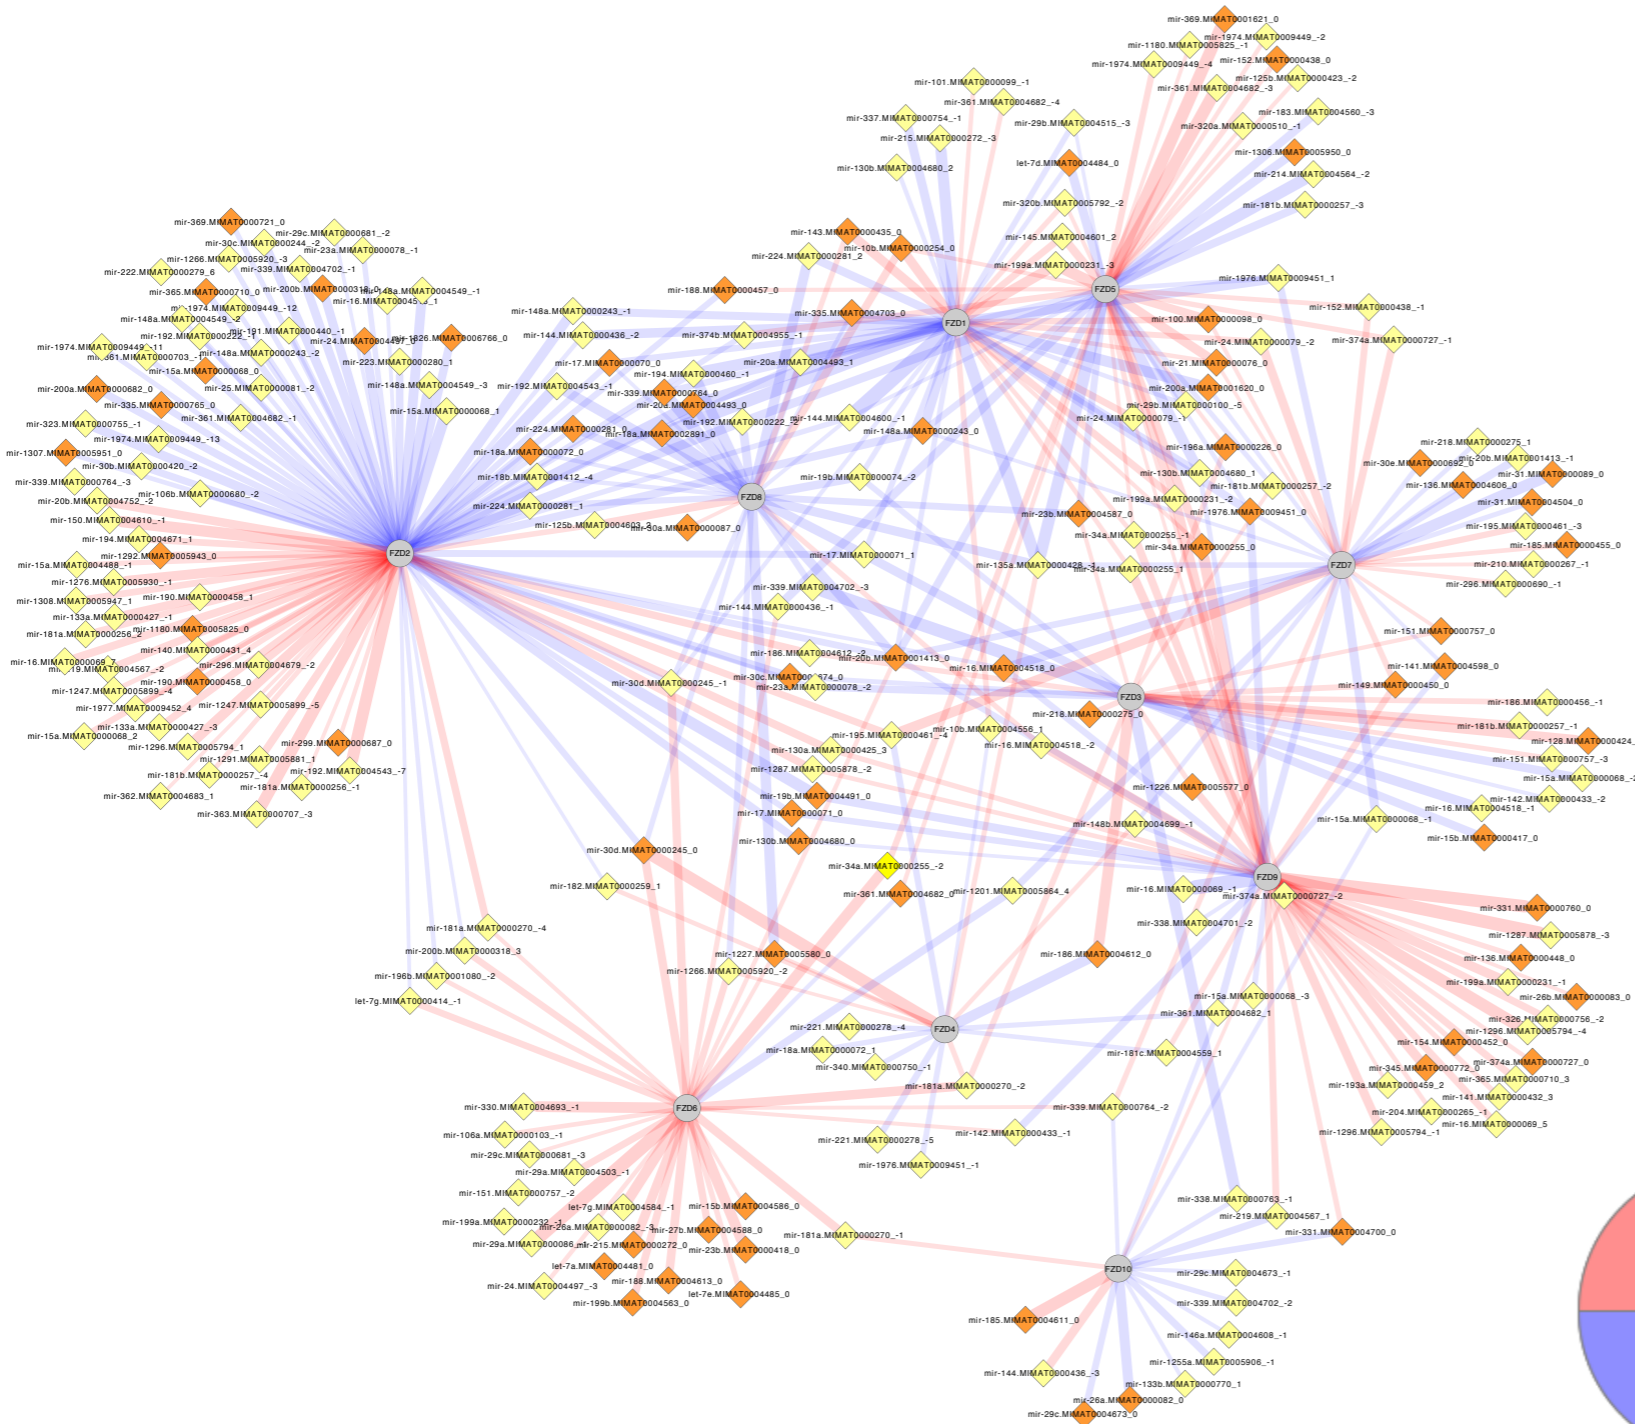 mir-369.MIMAT0001621_0
mir-1974.MIMAT0009449_-2
mir-1180.MIMAT0005825_-1
mir-152.MIMAT0000438_0
mir-1974.MIMAT0009449_-4
mir-125b.MIMAT0000423_-2
mir-101.MIMAT0000099_-1
mir-361.MIMAT0004682_-3
mir-361.MIMAT0004682_-4
mir-183.MIMAT0004560_-3
mir-337.MIMAT0000754_-1
mir-29b.MIMAT0004515_-3
mir-320a.MIMAT0000510_-1
mir-215.MIMAT0000272_-3
mir-1306.MIMAT0005950_0
let-7d.MIMAT0004484_0
mir-130b.MIMAT0004680_2
mir-214.MIMAT0004564_-2
mir-320b.MIMAT0005792_-2
mir-181b.MIMAT0000257_-3
mir-369.MIMAT0000721_0
mir-29c.MIMAT0000681_-2
mir-143.MIMAT0000435_0
mir-145.MIMAT0004601_2
mir-30c.MIMAT0000244_-2
mir-23a.MIMAT0000078_-1
mir-10b.MIMAT0000254_0
mir-224.MIMAT0000281_2
mir-1266.MIMAT0005920_-3
mir-199a.MIMAT0000231_-3
mir-222.MIMAT0000279_6
mir-339.MIMAT0004702_-1
mir-1976.MIMAT0009451_1
mir-365.MIMAT0000710_0
mir-188.MIMAT0000457_0
FZD5
mir-148a.MIMAT0004549_-1
mir-1974.MIMAT0009449_-12
mir-148a.MIMAT0000243_-1
mir-335.MIMAT0004703_0
mir-152.MIMAT0000438_-1
mir-148a.MIMAT0004549_-2
mir-100.MIMAT0000098_0
FZD1
mir-191.MIMAT0000440_-1
mir-192.MIMAT0000222_-1
mir-144.MIMAT0000436_-2
mir-374b.MIMAT0004955_-1
mir-1826.MIMAT0006766_0
mir-24.MIMAT0000079_-2
mir-374a.MIMAT0000727_-1
mir-1974.MIMAT0009449_-11
mir-148a.MIMAT0000243_-2
mir-223.MIMAT0000280_1
mir-17.MIMAT0000070_0
mir-20a.MIMAT0004493_1
mir-21.MIMAT0000076_0
mir-15a.MIMAT0000068_0
mir-194.MIMAT0000460_-1
mir-200a.MIMAT0000682_0
mir-25.MIMAT0000081_-2
mir-148a.MIMAT0004549_-3
mir-192.MIMAT0004543_-1
mir-339.MIMAT0000764_0
mir-200a.MIMAT0001620_0
mir-335.MIMAT0000765_0
mir-15a.MIMAT0000068_1
mir-20a.MIMAT0004493_0
mir-29b.MIMAT0000100_-5
mir-361.MIMAT0004682_-1
mir-144.MIMAT0004600_-1
mir-24.MIMAT0000079_-1
mir-323.MIMAT0000755_-1
mir-192.MIMAT0000222_-2
mir-224.MIMAT0000281_0
mir-18a.MIMAT0002891_0
mir-148a.MIMAT0000243_0
mir-1974.MIMAT0009449_-13
mir-218.MIMAT0000275_1
mir-196a.MIMAT0000226_0
mir-1307.MIMAT0005951_0
mir-18a.MIMAT0000072_0
mir-20b.MIMAT0001413_-1
mir-30e.MIMAT0000692_0
mir-30b.MIMAT0000420_-2
mir-130b.MIMAT0004680_1
mir-31.MIMAT0000089_0
mir-18b.MIMAT0001412_-4
mir-19b.MIMAT0000074_-2
mir-339.MIMAT0000764_-3
mir-136.MIMAT0004606_0
mir-181b.MIMAT0000257_-2
mir-106b.MIMAT0000680_-2
FZD8
mir-199a.MIMAT0000231_-2
mir-20b.MIMAT0004752_-2
mir-31.MIMAT0004504_0
mir-224.MIMAT0000281_1
mir-23b.MIMAT0004587_0
mir-1976.MIMAT0009451_0
mir-150.MIMAT0004610_-1
mir-125b.MIMAT0004603_2
mir-30a.MIMAT0000087_0
mir-195.MIMAT0000461_-3
mir-34a.MIMAT0000255_-1
mir-194.MIMAT0004671_1
mir-185.MIMAT0000455_0
mir-34a.MIMAT0000255_0
FZD2
mir-1292.MIMAT0005943_0
mir-17.MIMAT0000071_1
mir-15a.MIMAT0004488_-1
mir-135a.MIMAT0000428_-1
FZD7
mir-210.MIMAT0000267_-1
mir-34a.MIMAT0000255_1
mir-1276.MIMAT0005930_-1
mir-296.MIMAT0000690_-1
mir-339.MIMAT0004702_-3
mir-190.MIMAT0000458_1
mir-1308.MIMAT0005947_1
mir-144.MIMAT0000436_-1
mir-133a.MIMAT0000427_-1
mir-1180.MIMAT0005825_0
mir-151.MIMAT0000757_0
mir-181a.MIMAT0000256_2
mir-140.MIMAT0000431_4
mir-186.MIMAT0004612_-2
mir-20b.MIMAT0001413_0
mir-16.MIMAT0000069_7
mir-296.MIMAT0004679_-2
mir-16.MIMAT0004518_0
mir-141.MIMAT0004598_0
mir-190.MIMAT0000458_0
mir-30d.MIMAT0000245_-1
mir-23a.MIMAT0000078_-2
mir-149.MIMAT0000450_0
mir-1247.MIMAT0005899_-4
FZD3
mir-186.MIMAT0000456_-1
mir-1247.MIMAT0005899_-5
mir-1977.MIMAT0009452_4
mir-218.MIMAT0000275_0
mir-133a.MIMAT0000427_-3
mir-181b.MIMAT0000257_-1
mir-10b.MIMAT0004556_1
mir-15a.MIMAT0000068_2
mir-195.MIMAT0000461_-4
mir-128.MIMAT0000424_
mir-299.MIMAT0000687_0
mir-1296.MIMAT0005794_1
mir-130a.MIMAT0000425_3
mir-16.MIMAT0004518_-2
mir-1291.MIMAT0005881_1
mir-151.MIMAT0000757_-3
mir-192.MIMAT0004543_-7
mir-1287.MIMAT0005878_-2
mir-181b.MIMAT0000257_-4
mir-15a.MIMAT0000068_-2
mir-181a.MIMAT0000256_-1
mir-1226.MIMAT0005577_0
mir-362.MIMAT0004683_1
mir-19b.MIMAT0004491_0
mir-142.MIMAT0000433_-2
mir-363.MIMAT0000707_-3
mir-17.MIMAT0000071_0
mir-16.MIMAT0004518_-1
mir-148b.MIMAT0004699_-1
mir-15a.MIMAT0000068_-1
mir-130b.MIMAT0004680_0
mir-15b.MIMAT0000417_0
mir-30d.MIMAT0000245_0
mir-34a.MIMAT0000255_-2
FZD9
mir-182.MIMAT0000259_1
mir-361.MIMAT0004682_0
mir-1201.MIMAT0005864_4
mir-16.MIMAT0000069_-1
mir-374a.MIMAT0000727_-2
mir-331.MIMAT0000760_0
mir-181a.MIMAT0000270_-4
mir-338.MIMAT0004701_-2
mir-1287.MIMAT0005878_-3
mir-200b.MIMAT0000318_3
mir-1227.MIMAT0005580_0
mir-186.MIMAT0004612_0
mir-136.MIMAT0000448_0
mir-196b.MIMAT0001080_-2
mir-1266.MIMAT0005920_-2
mir-199a.MIMAT0000231_-1
let-7g.MIMAT0000414_-1
mir-15a.MIMAT0000068_-3
mir-26b.MIMAT0000083_0
mir-361.MIMAT0004682_1
mir-326.MIMAT0000756_-2
mir-221.MIMAT0000278_-4
FZD4
mir-1296.MIMAT0005794_-4
mir-18a.MIMAT0000072_1
mir-181c.MIMAT0004559_1
mir-154.MIMAT0000452_0
mir-340.MIMAT0000750_-1
mir-345.MIMAT0000772_0
mir-374a.MIMAT0000727_0
mir-181a.MIMAT0000270_-2
mir-193a.MIMAT0000459_2
mir-365.MIMAT0000710_3
mir-141.MIMAT0000432_3
FZD6
mir-330.MIMAT0004693_-1
mir-339.MIMAT0000764_-2
mir-204.MIMAT0000265_-1
mir-16.MIMAT0000069_5
mir-106a.MIMAT0000103_-1
mir-221.MIMAT0000278_-5
mir-142.MIMAT0000433_-1
mir-1296.MIMAT0005794_-1
mir-29c.MIMAT0000681_-3
mir-1976.MIMAT0009451_-1
mir-29a.MIMAT0004503_-1
mir-151.MIMAT0000757_-2
mir-338.MIMAT0000763_-1
let-7g.MIMAT0004584_-1
mir-15b.MIMAT0004586_0
mir-199a.MIMAT0000232_-1
mir-219.MIMAT0004567_1
mir-26a.MIMAT0000082_-3
mir-27b.MIMAT0004588_0
mir-181a.MIMAT0000270_-1
mir-331.MIMAT0004700_0
mir-29a.MIMAT0000086_
mir-215.MIMAT0000272_0
mir-23b.MIMAT0000418_0
let-7a.MIMAT0004481_0
FZD10
mir-29c.MIMAT0004673_-1
mir-188.MIMAT0004613_0
mir-24.MIMAT0004497_-3
let-7e.MIMAT0004485_0
mir-199b.MIMAT0004563_0
mir-339.MIMAT0004702_-2
mir-185.MIMAT0004611_0
mir-146a.MIMAT0004608_-1
mir-1255a.MIMAT0005906_-1
mir-144.MIMAT0000436_-3
mir-133b.MIMAT0000770_1
mir-26a.MIMAT0000082_0
mir-29c.MIMAT0004673_0